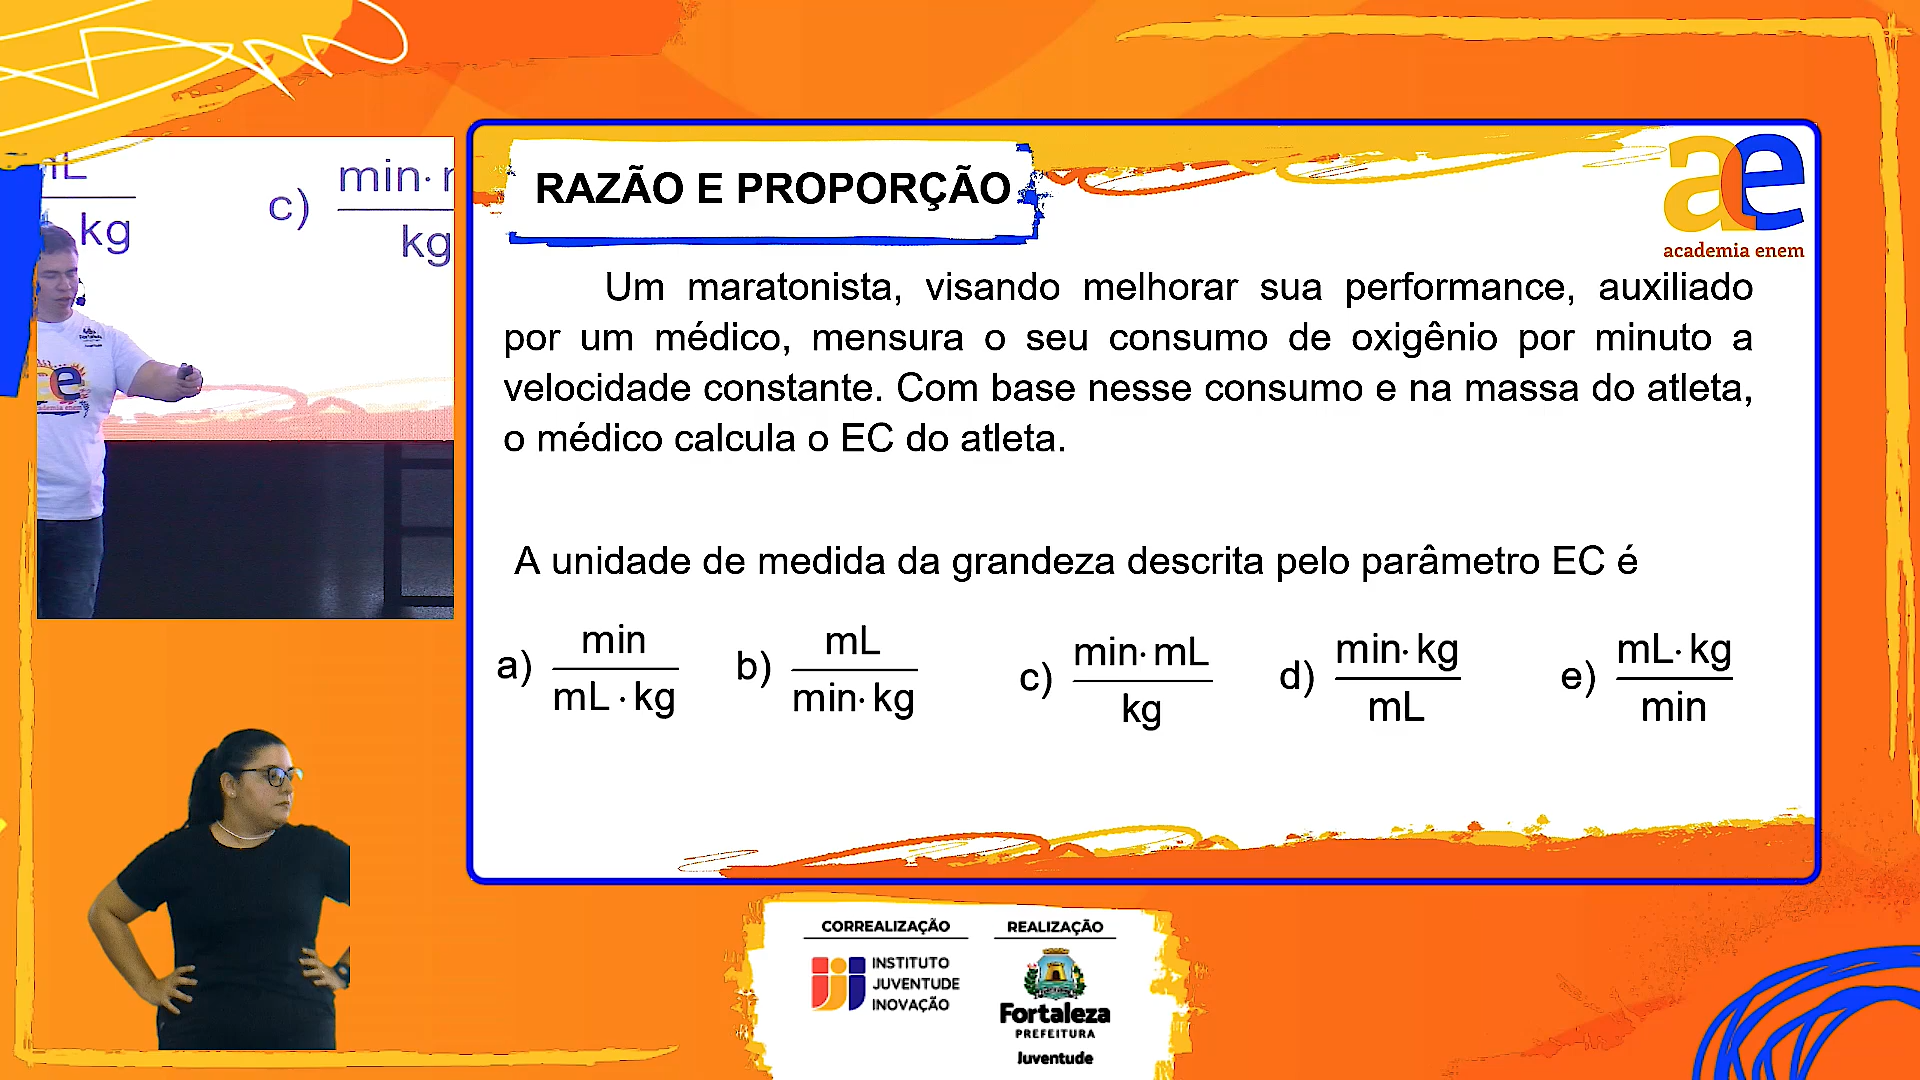 mL
kg
c)
min·
kg
RAZÃO E PROPORÇÃO
ae
academia enem
Um maratonista, visando melhorar sua performance, auxiliado
por um médico, mensura o seu consumo de oxigênio por minuto a
velocidade constante. Com base nesse consumo e na massa do atleta,
o médico calcula o EC do atleta.
A unidade de medida da grandeza descrita pelo parâmetro EC é
a) min
mL · kg
b) mL
min· kg
c) min· mL
kg
d) min· kg
mL
e) mL· kg
min
CORREALIZAÇÃO
INSTITUTO
JUVENTUDE
INOVAÇÃO
REALIZAÇÃO
Fortaleza
PREFEITURA
Juventude